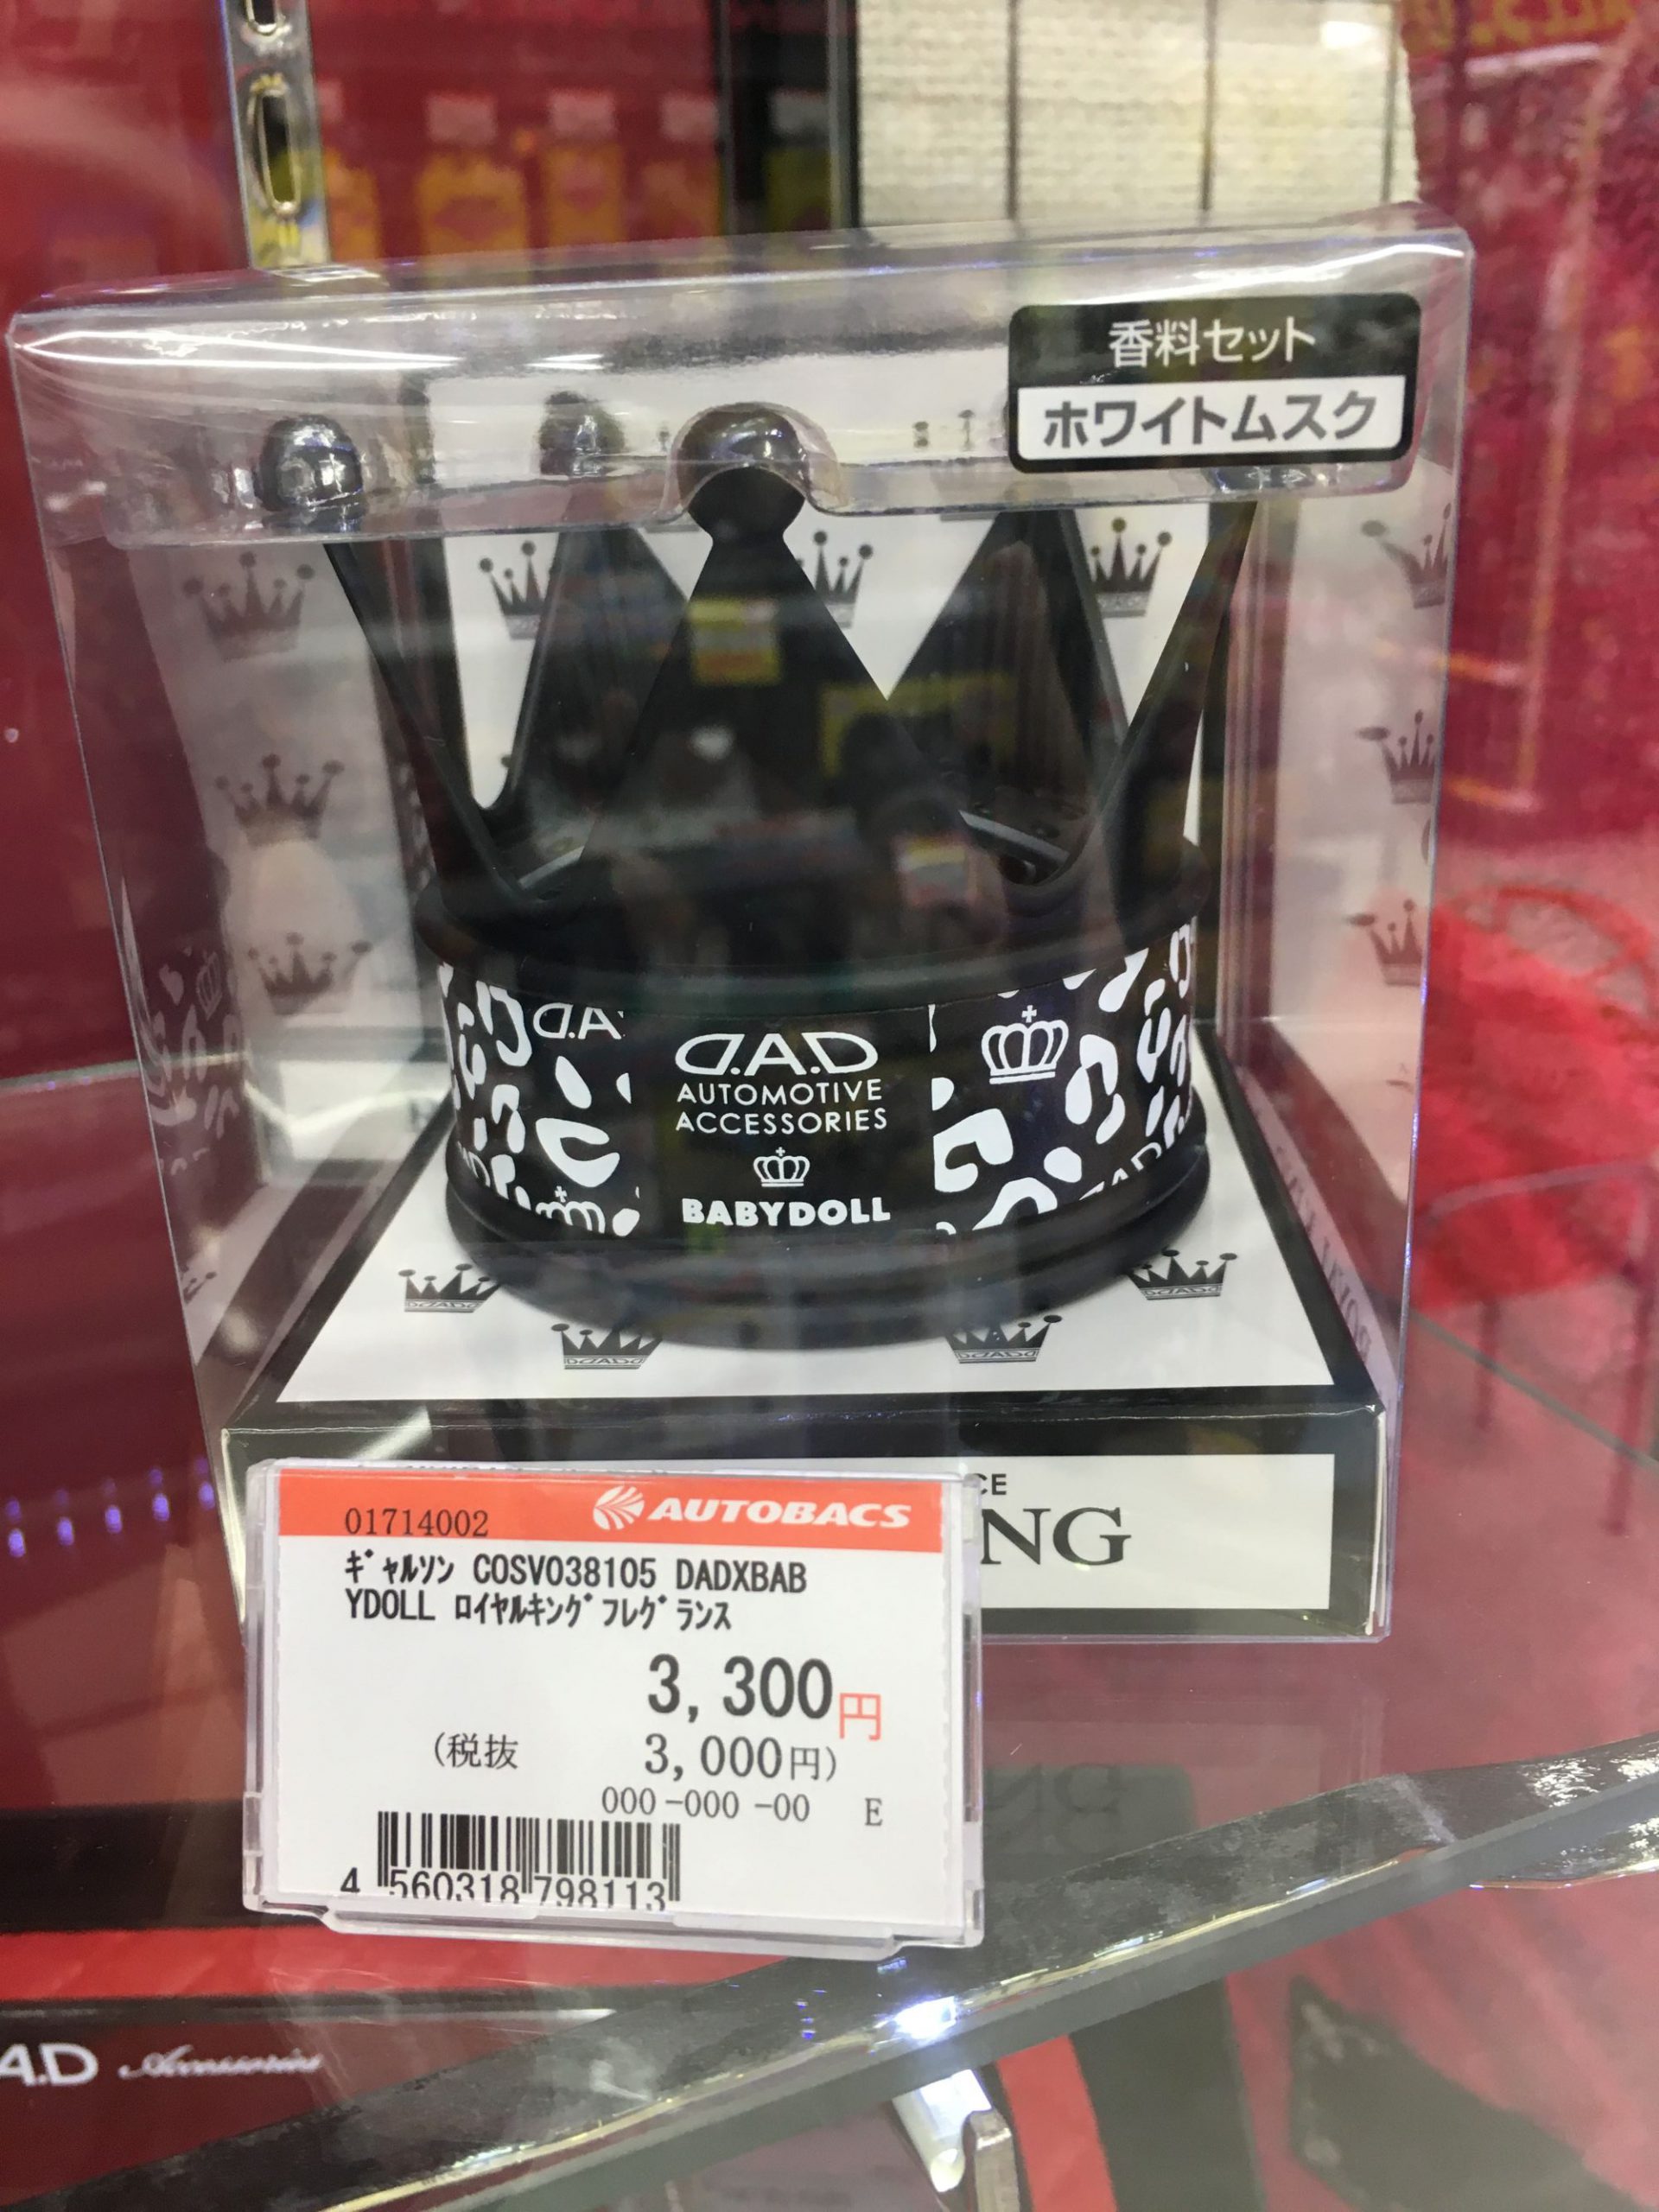 香料セット
ホワイトムスク
D.A
D.A.D
AUTOMOTIVE
ACCESSORIES
BABYDOLL
CE
NG
01714002
AUTOBACS
ギャルソン COSV038105 DADXBAB
YDOLL ロイヤルキングフレグランス
3,300円
(税抜 3,000円)
000-000-00 E
4 560318 798113
A.D Accessories